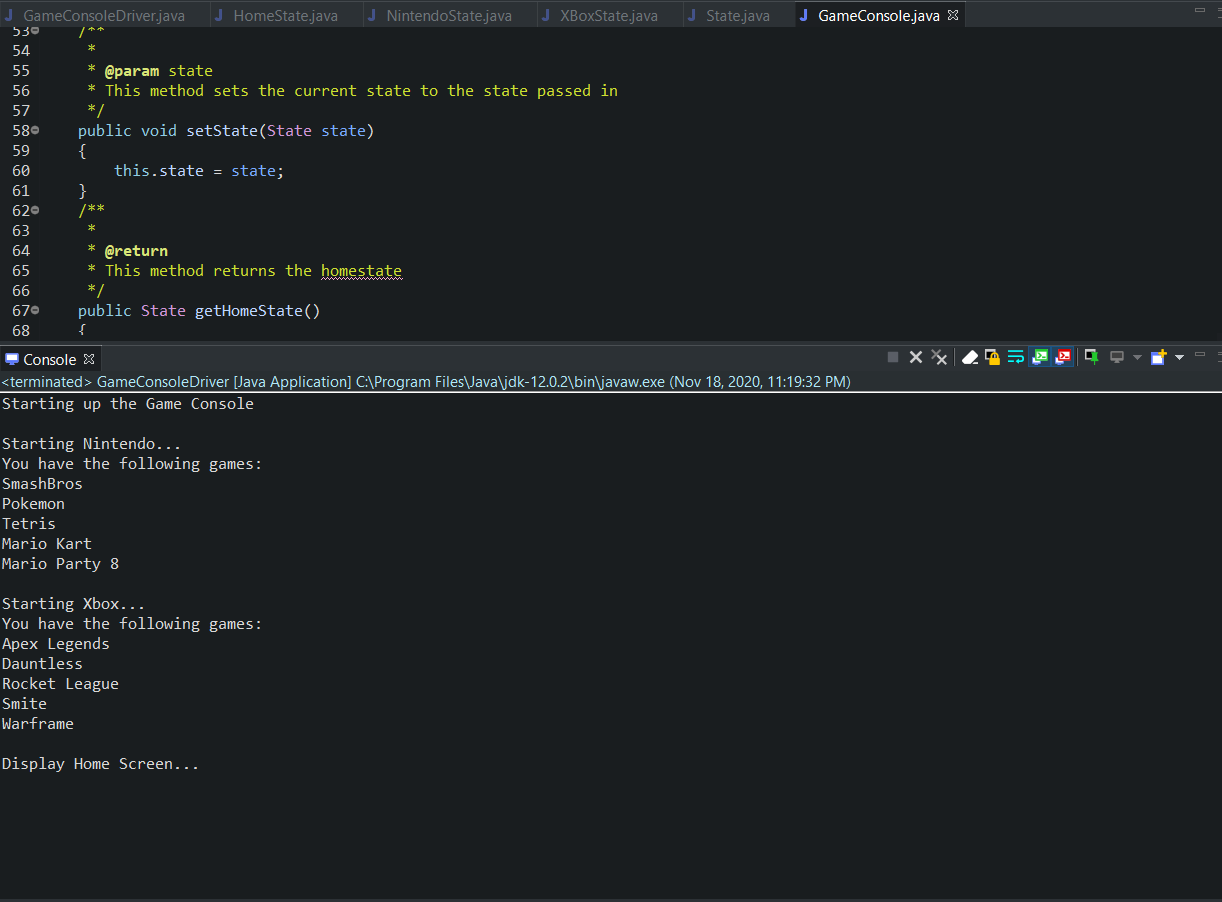 GameConsoleDriver.java HomeState.java NintendoState.java XBoxState.java State.java GameConsole.java
53 /**
54 *
55 * @param state
56 * This method sets the current state to the state passed in
57 */
58 public void setState(State state)
59 {
60 this.state = state;
61 }
62 /**
63 *
64 * @return
65 * This method returns the homestate
66 */
67 public State getHomeState()
68 {
Console
<terminated> GameConsoleDriver [Java Application] C:\Program Files\Java\jdk-12.0.2\bin\javaw.exe (Nov 18, 2020, 11:19:32 PM)
Starting up the Game Console
Starting Nintendo...
You have the following games:
SmashBros
Pokemon
Tetris
Mario Kart
Mario Party 8
Starting Xbox...
You have the following games:
Apex Legends
Dauntless
Rocket League
Smite
Warframe
Display Home Screen...